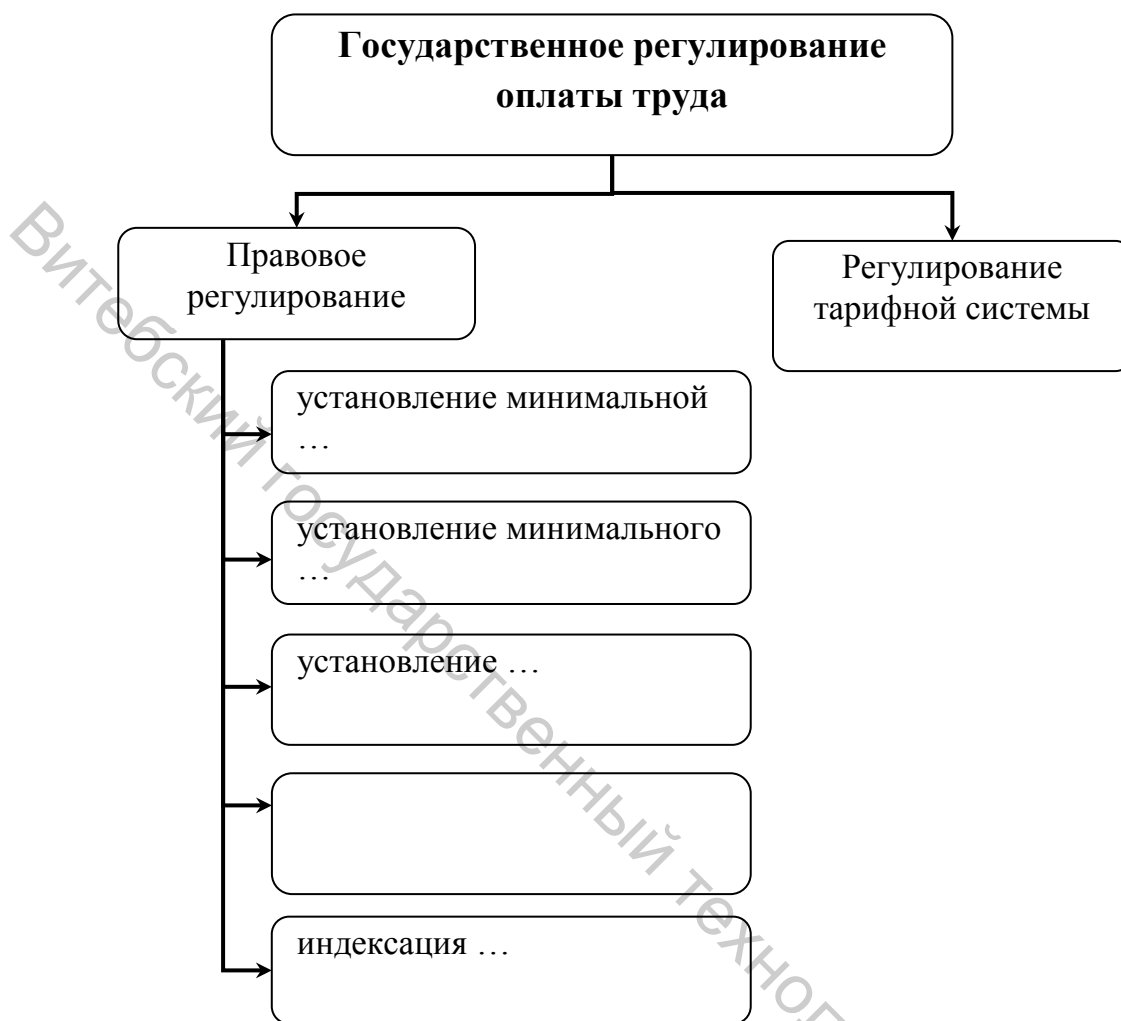 Государственное регулирование
оплаты труда
Правовое
регулирование
Регулирование
тарифной системы
установление минимальной
…
установление минимального
…
установление …
индексация …
Витебский государственный технол